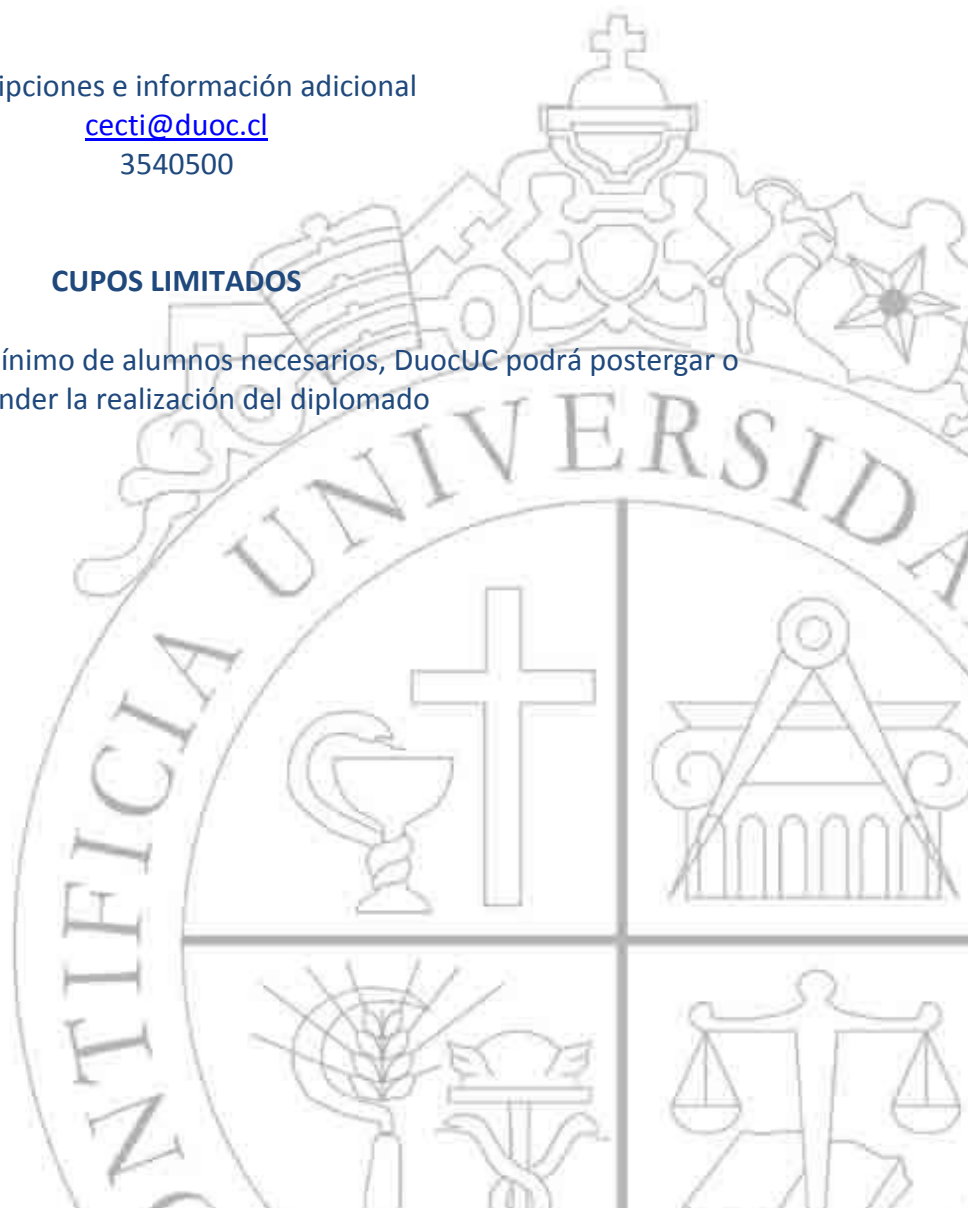 ipciones e información adicional
cecti@duoc.cl
3540500
CUPOS LIMITADOS
ínimo de alumnos necesarios, DuocUC podrá postergar o
nder la realización del diplomado
NTIFICIA UNIVERSIDA